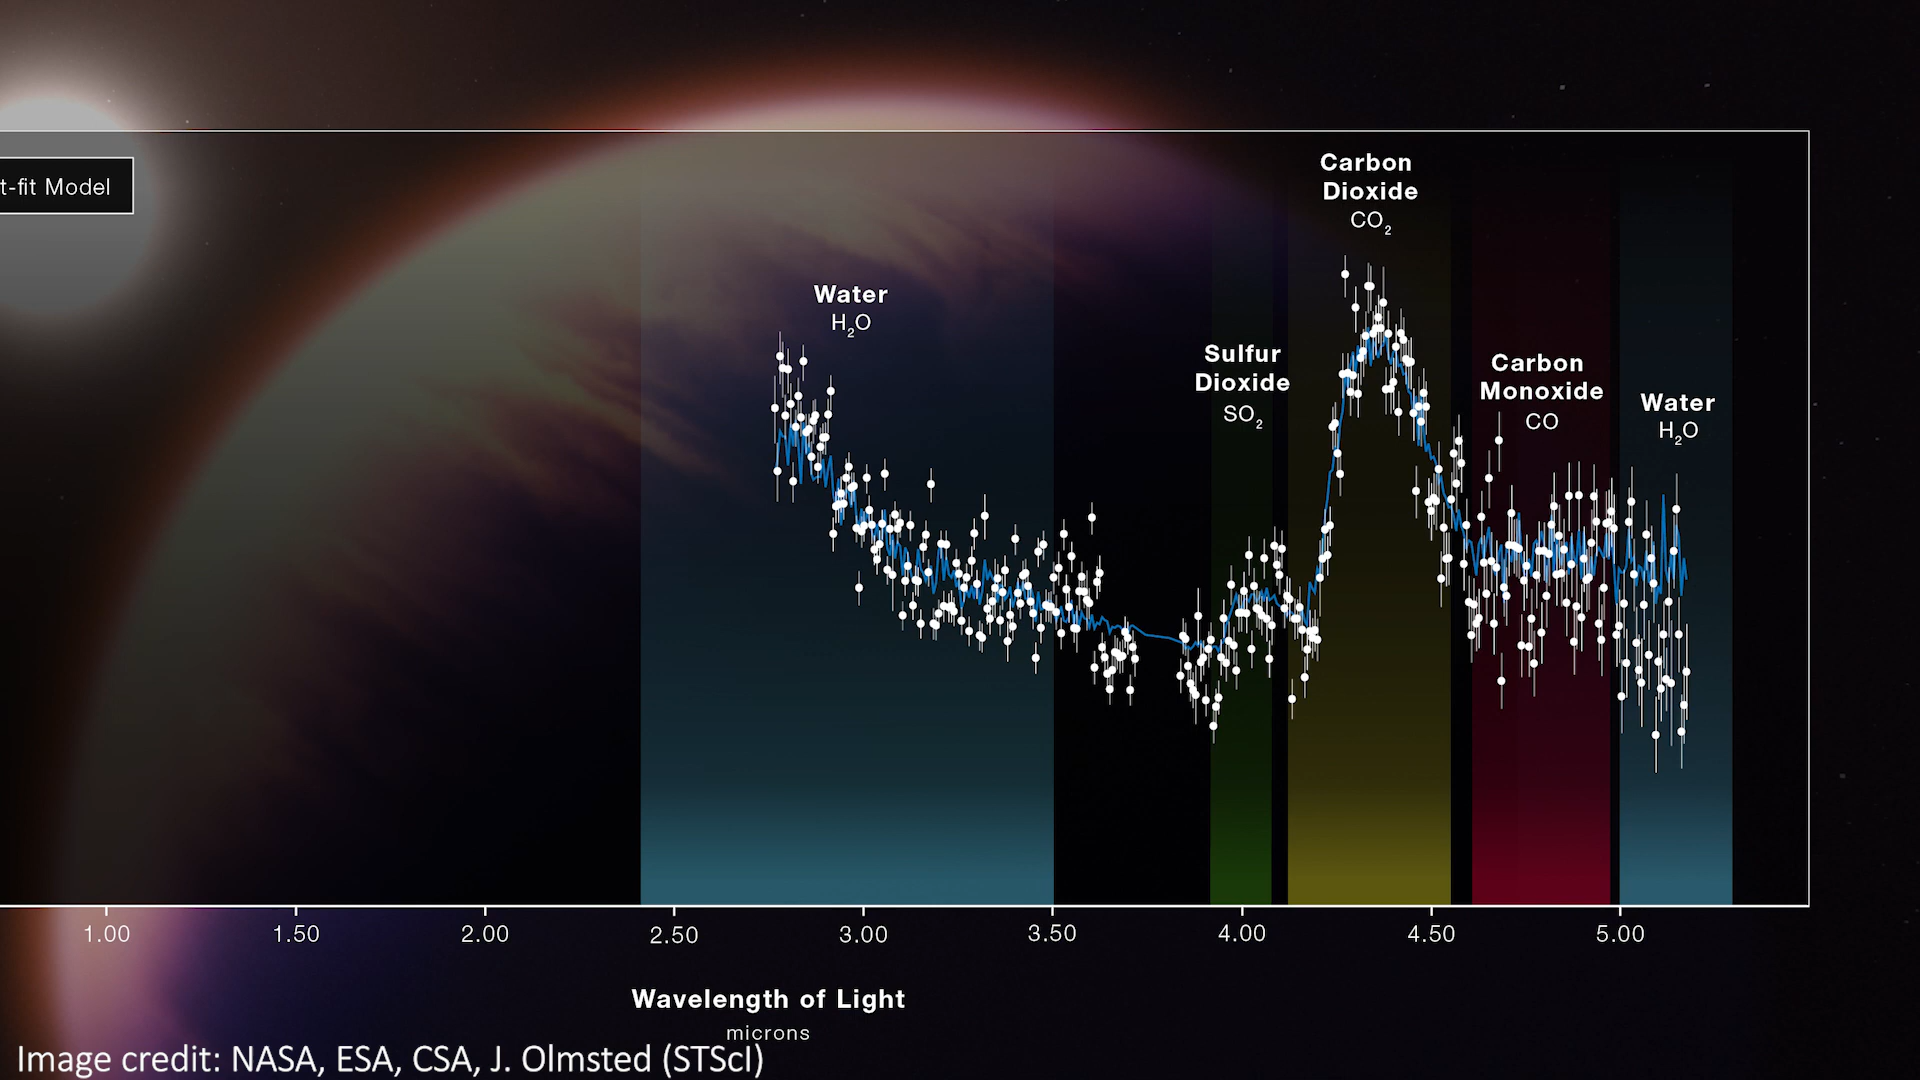 t-fit Model
Carbon
Dioxide
CO₂
Water
H₂O
Sulfur
Dioxide
SO₂
Carbon
Monoxide
CO
Water
H₂O
1.00 1.50 2.00 2.50 3.00 3.50 4.00 4.50 5.00
Wavelength of Light
microns
Image credit: NASA, ESA, CSA, J. Olmsted (STScI)